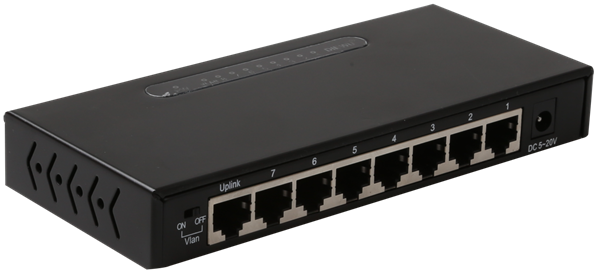 Uplink 7 6 5 4 3 2 1
ON OFF
Vlan
DC 5-20V